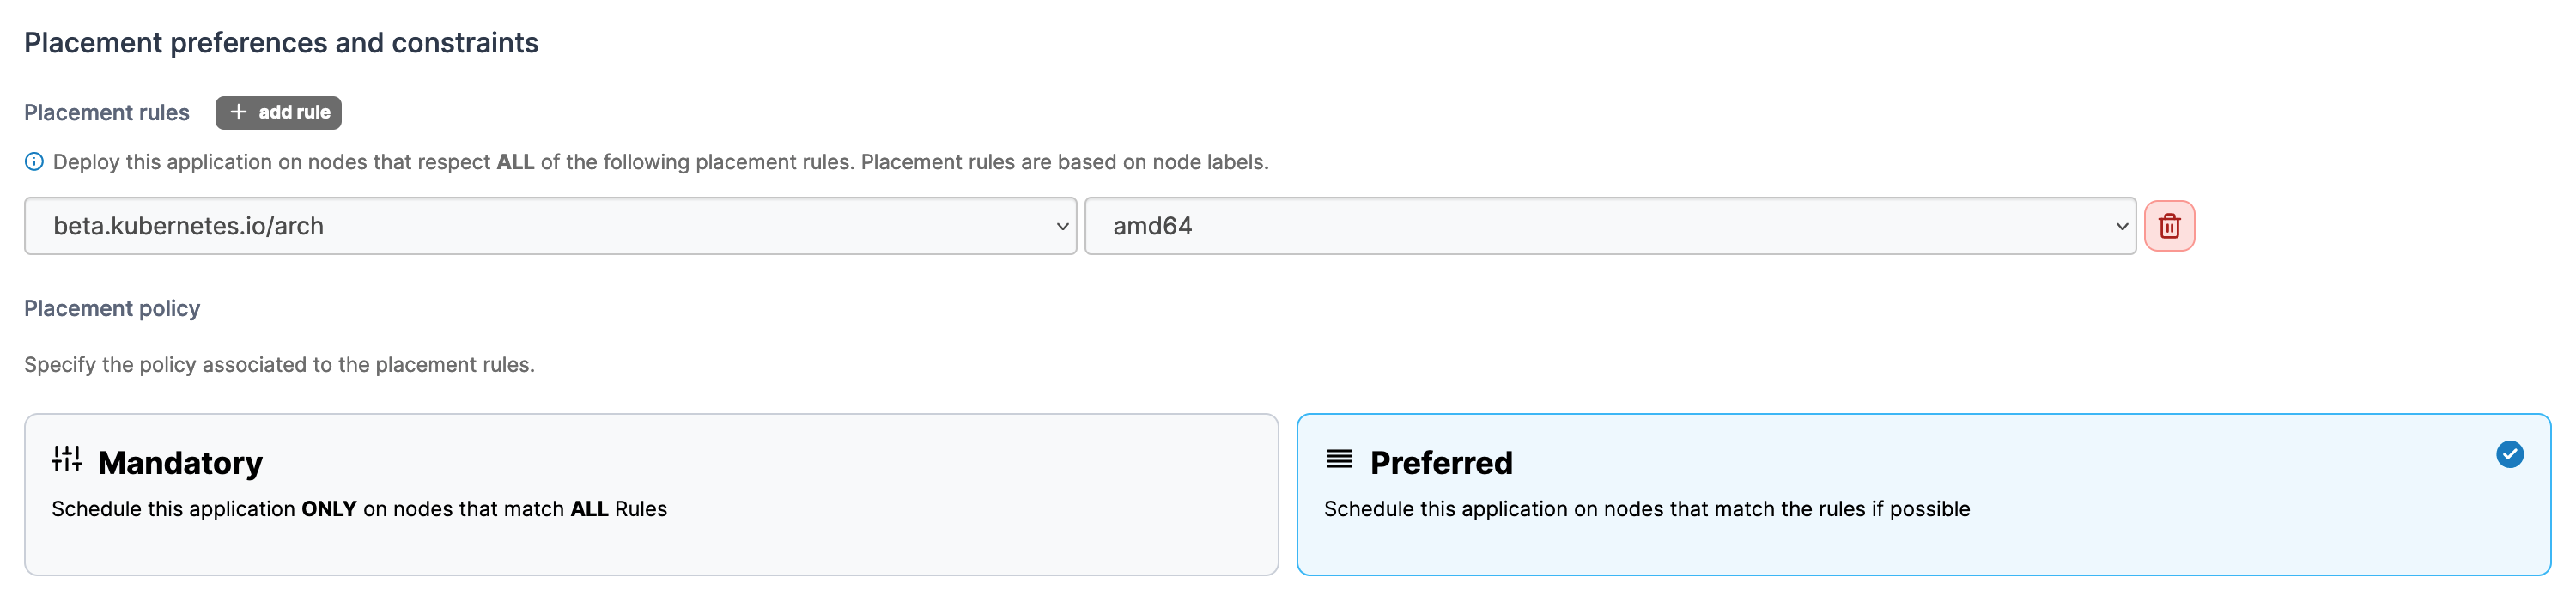 Placement preferences and constraints
Placement rules + add rule
Deploy this application on nodes that respect ALL of the following placement rules. Placement rules are based on node labels.
beta.kubernetes.io/arch amd64
Placement policy
Specify the policy associated to the placement rules.
Mandatory
Schedule this application ONLY on nodes that match ALL Rules
Preferred
Schedule this application on nodes that match the rules if possible